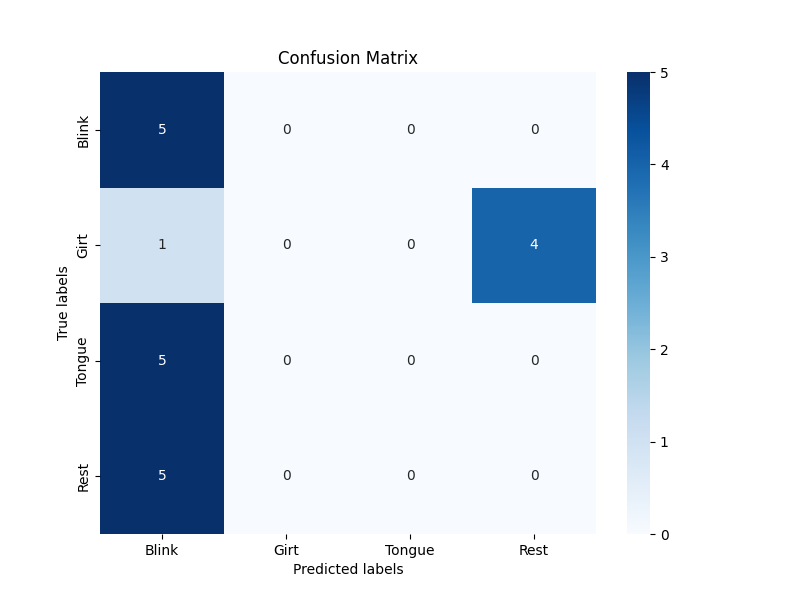 Confusion Matrix
True labels
Blink 5 0 0 0
Girt 1 0 0 4
Tongue 5 0 0 0
Rest 5 0 0 0
Blink Girt Tongue Rest
Predicted labels
5
4
3
2
1
0